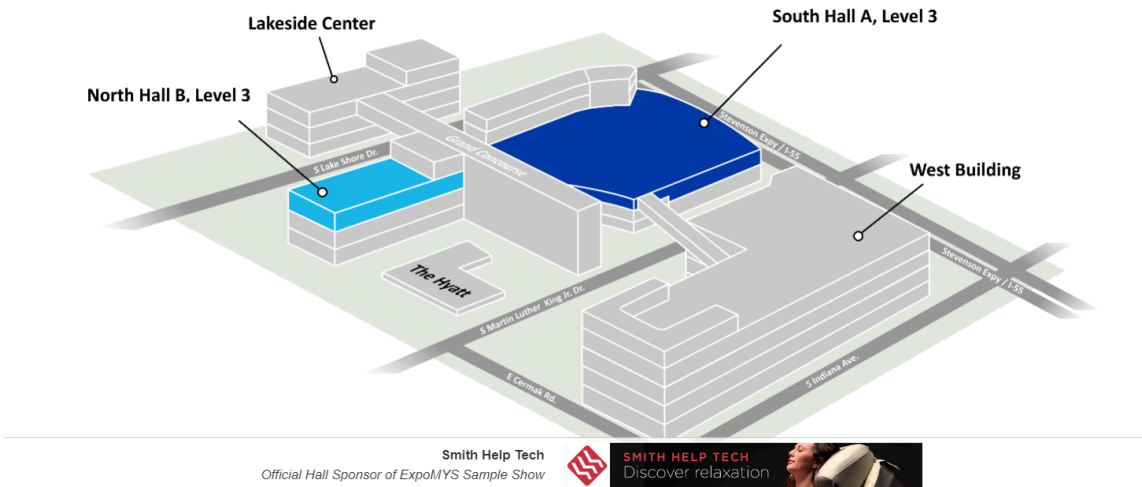 South Hall A, Level 3
Lakeside Center
North Hall B, Level 3
Stevenson Expy / I-55
Grand Concourse
S Lake Shore Dr.
West Building
The Hyatt
Stevenson Expy / I-55
S Martin Luther King Jr. Dr.
S Indiana Ave.
E Cermak Rd.
Smith Help Tech
Official Hall Sponsor of ExpoMYS Sample Show
SMITH HELP TECH
Discover relaxation